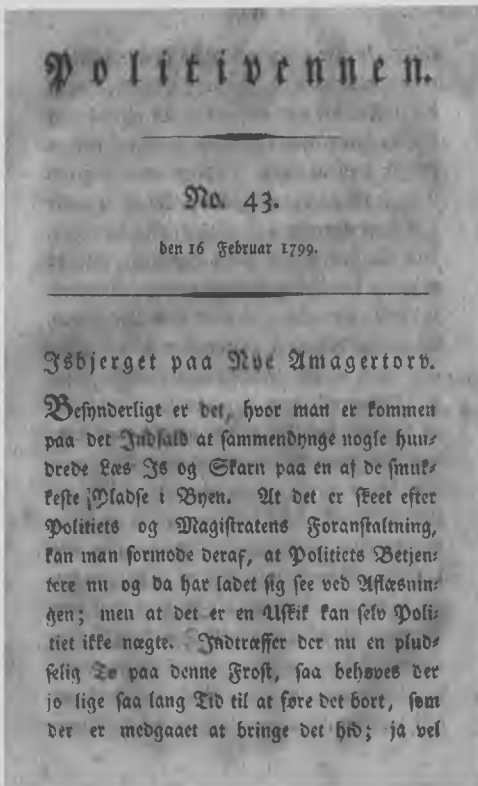 Politivennen.
No. 43.
den 16 Februar 1799.
Isbjerget paa Nye Amagertorv.
Besynderligt er det, hvor man er kommen
paa det Indfald at sammendynge nogle hun-
drede Læs Is og Skarn paa en af de smuk-
keste Pladse i Byen. At det er skeet efter
Politiets og Magistratens Foranstaltning,
kan man formode deraf, at Politiets Betjen-
tere nu og da har ladet sig see ved Aflæsnin-
gen; men at det er en Uskik kan selv Poli-
tiet ikke nægte. Indtræffer der nu en plud-
selig Tø paa denne Frost, saa behøves der
jo lige saa lang Tid til at føre det bort, som
der er medgaaet at bringe det hid; ja vel